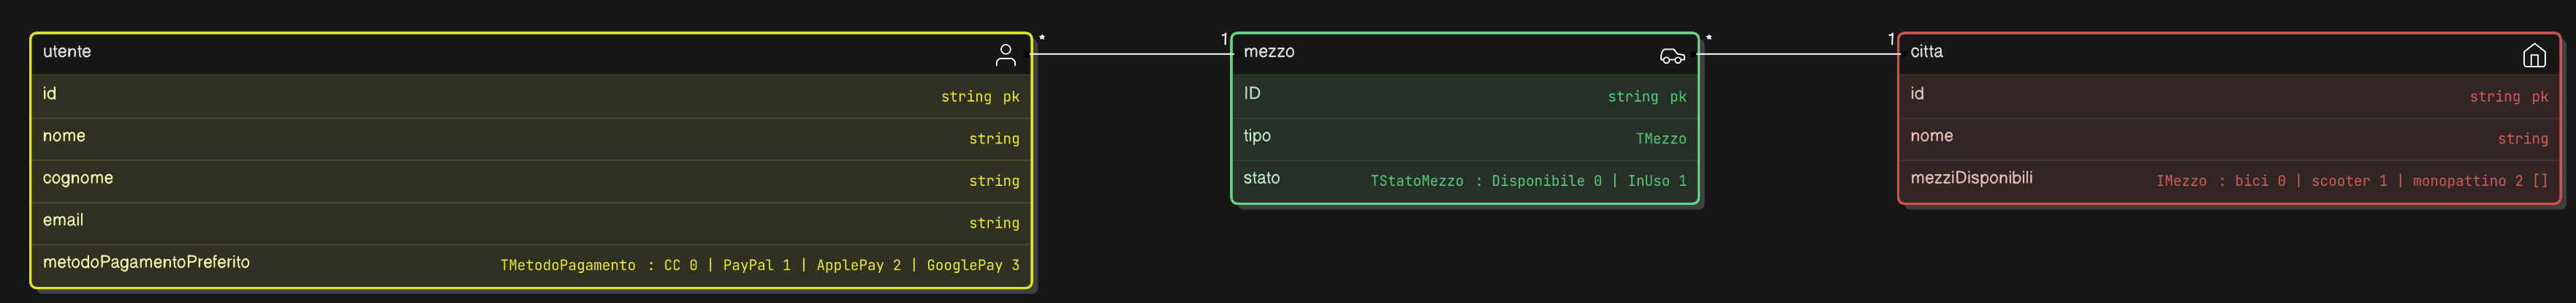 utente
id string pk
nome string
cognome string
email string
metodoPagamentoPreferito TMetodoPagamento : CC 0 | PayPal 1 | ApplePay 2 | GooglePay 3
* 1
mezzo
ID string pk
tipo TMezzo
stato TStatoMezzo : Disponibile 0 | InUso 1
* 1
citta
id string pk
nome string
mezziDisponibili IMezzo : bici 0 | scooter 1 | monopattino 2 []